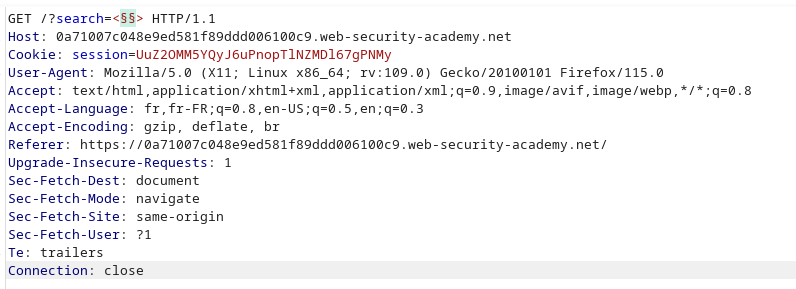 GET /?search=<§§> HTTP/1.1
Host: 0a71007c048e9ed581f89ddd006100c9.web-security-academy.net
Cookie: session=UuZ2OMM5YQyJ6uPnopTlNZMDl67gPNMy
User-Agent: Mozilla/5.0 (X11; Linux x86_64; rv:109.0) Gecko/20100101 Firefox/115.0
Accept: text/html,application/xhtml+xml,application/xml;q=0.9,image/avif,image/webp,*/*;q=0.8
Accept-Language: fr,fr-FR;q=0.8,en-US;q=0.5,en;q=0.3
Accept-Encoding: gzip, deflate, br
Referer: https://0a71007c048e9ed581f89ddd006100c9.web-security-academy.net/
Upgrade-Insecure-Requests: 1
Sec-Fetch-Dest: document
Sec-Fetch-Mode: navigate
Sec-Fetch-Site: same-origin
Sec-Fetch-User: ?1
Te: trailers
Connection: close